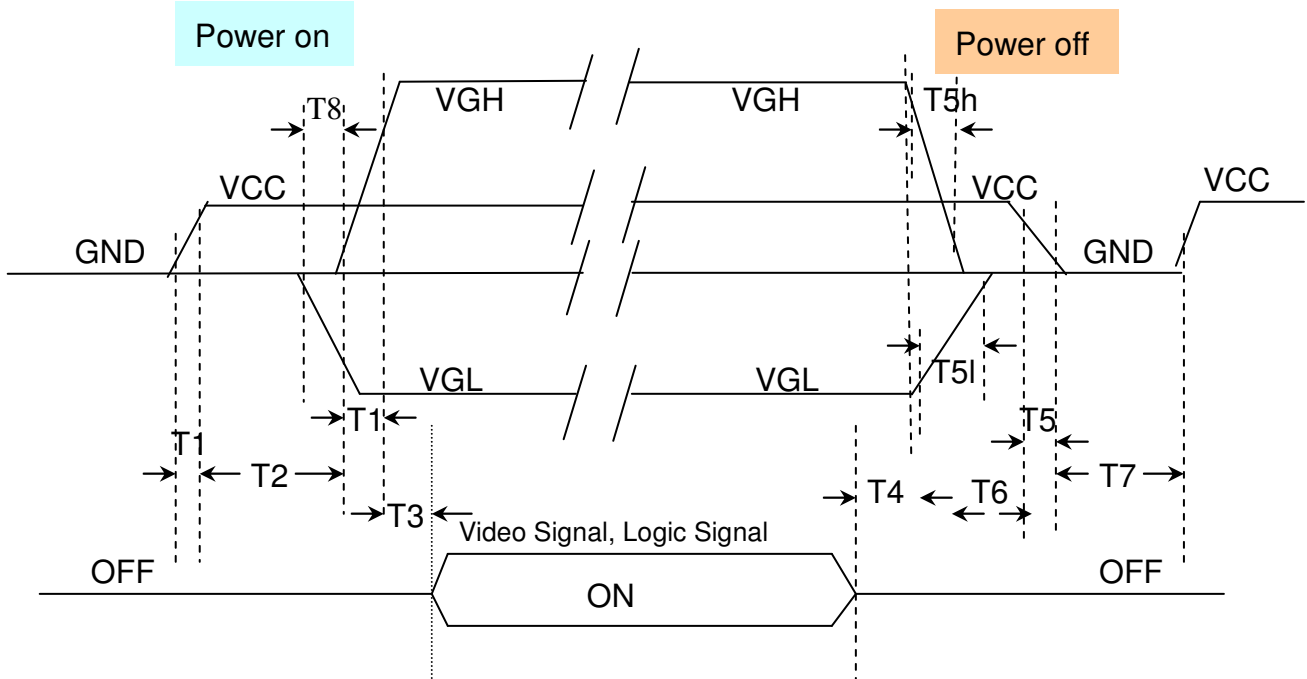 Power on
Power off
T8
VGH
VGH
T5h
VCC
VCC
VCC
GND
GND
VGL
VGL
T5l
T1
T1
T5
T2
T4
T6
T7
T3
Video Signal, Logic Signal
OFF
ON
OFF